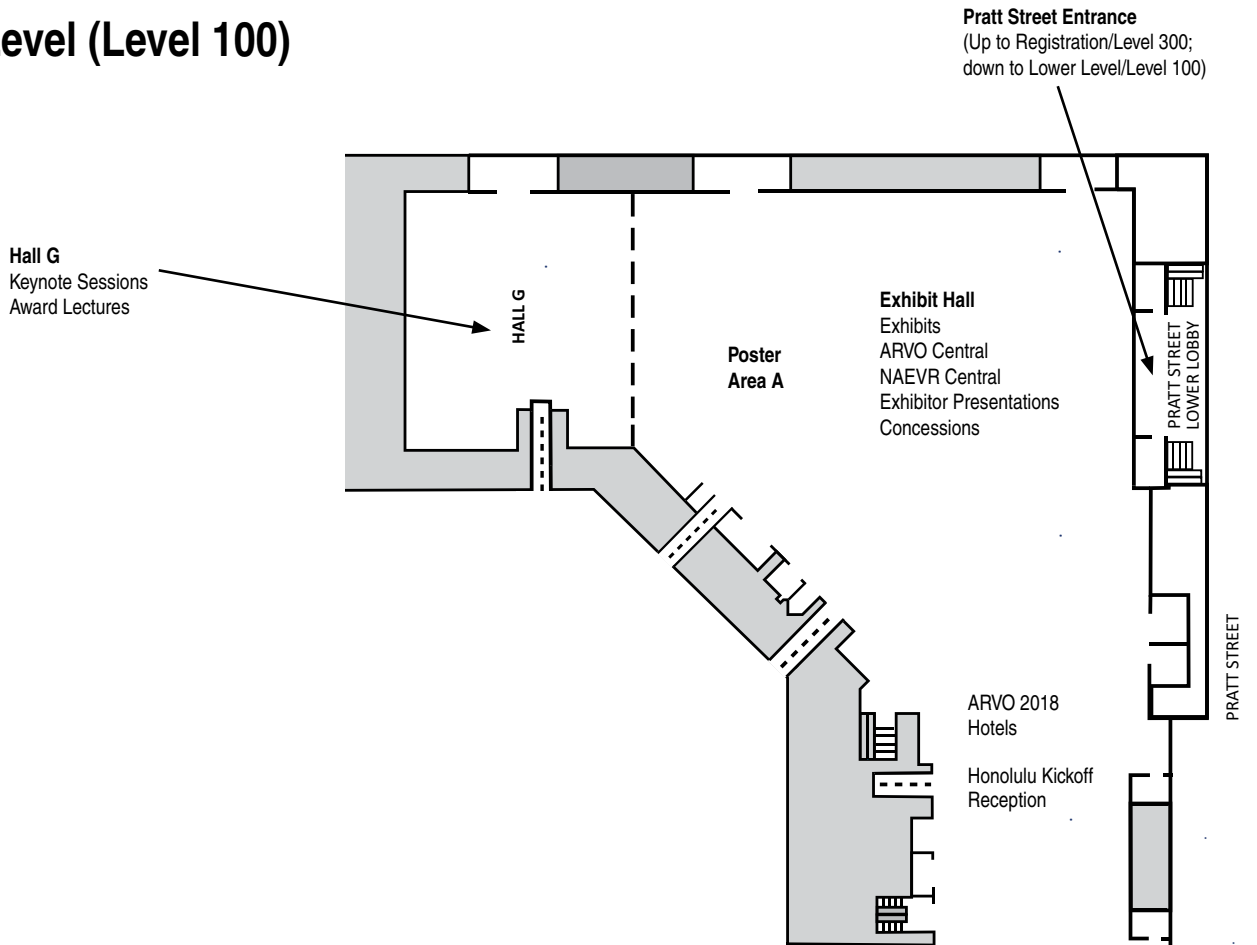 evel (Level 100)
Pratt Street Entrance
(Up to Registration/Level 300;
down to Lower Level/Level 100)
Hall G
Keynote Sessions
Award Lectures
HALL G
Poster
Area A
Exhibit Hall
Exhibits
ARVO Central
NAEVR Central
Exhibitor Presentations
Concessions
PRATT STREET
LOWER LOBBY
PRATT STREET
ARVO 2018
Hotels
Honolulu Kickoff
Reception